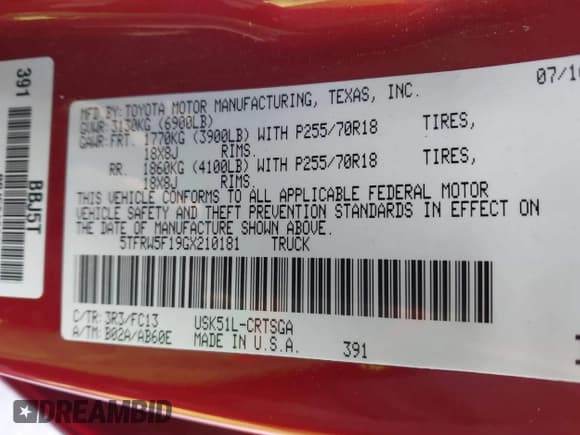 07/16
MFD BY:TOYOTA MOTOR MANUFACTURING, TEXAS, INC.
GVWR:3130KG (6900LB)
GAWR:FRT. 1770KG (3900LB) WITH P255/70R18 TIRES,
18X8J RIMS.
RR. 1860KG (4100LB) WITH P255/70R18 TIRES,
18X8J RIMS.
THIS VEHICLE CONFORMS TO ALL APPLICABLE FEDERAL MOTOR
VEHICLE SAFETY AND THEFT PREVENTION STANDARDS IN EFFECT ON
THE DATE OF MANUFACTURE SHOWN ABOVE.
5TFRW5F19GX210181 TRUCK
C/TR:3R3/FC13 USK51L-CRTSGA
A/TM:B02A/AB60E MADE IN U.S.A. 391
391
BBJ5T
DREAMBID